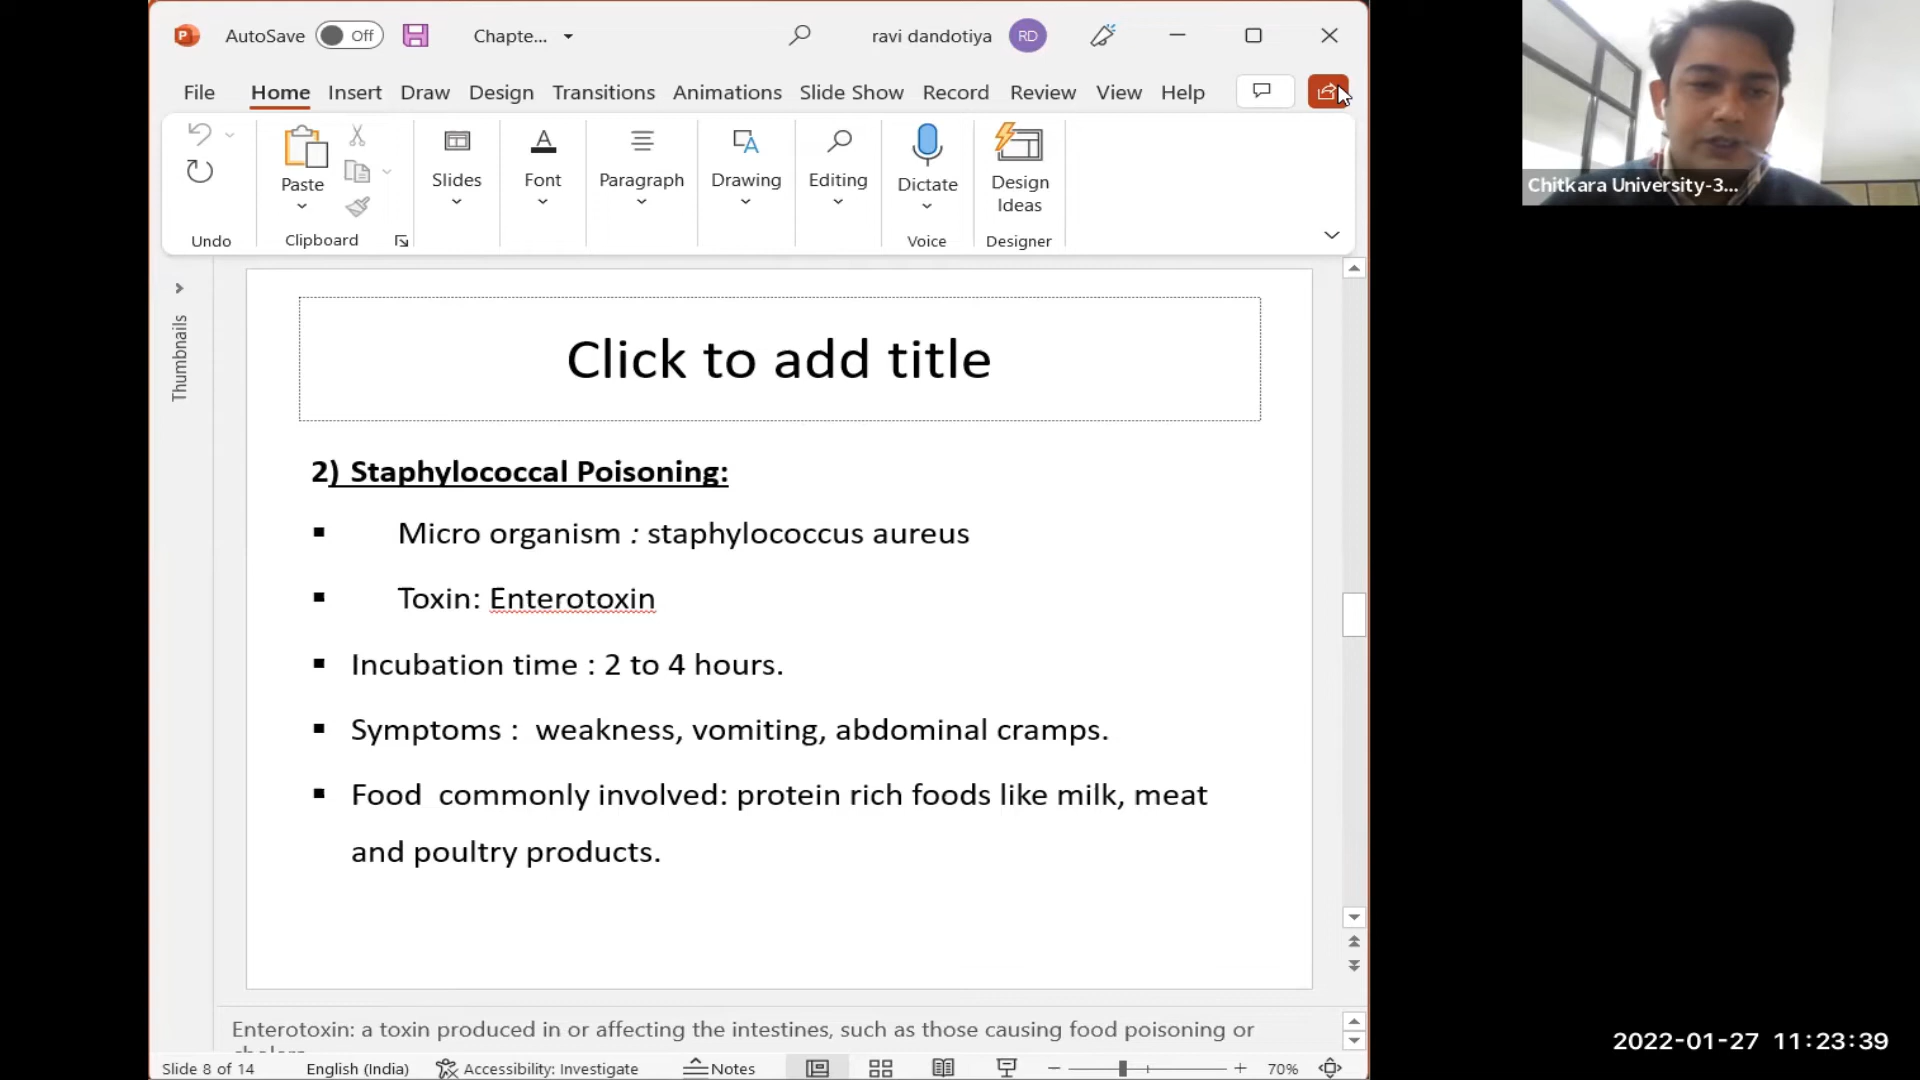 AutoSave Off Chapte... ravi dandotiya RD
File Home Insert Draw Design Transitions Animations Slide Show Record Review View Help
Paste Slides Font Paragraph Drawing Editing Dictate Design Ideas
Undo Clipboard Voice Designer
Thumbnails
Click to add title
2) Staphylococcal Poisoning:
Micro organism : staphylococcus aureus
Toxin: Enterotoxin
Incubation time : 2 to 4 hours.
Symptoms : weakness, vomiting, abdominal cramps.
Food commonly involved: protein rich foods like milk, meat
and poultry products.
Enterotoxin: a toxin produced in or affecting the intestines, such as those causing food poisoning or
Slide 8 of 14 English (India) Accessibility: Investigate Notes 70%
Chitkara University-3...
2022-01-27 11:23:39